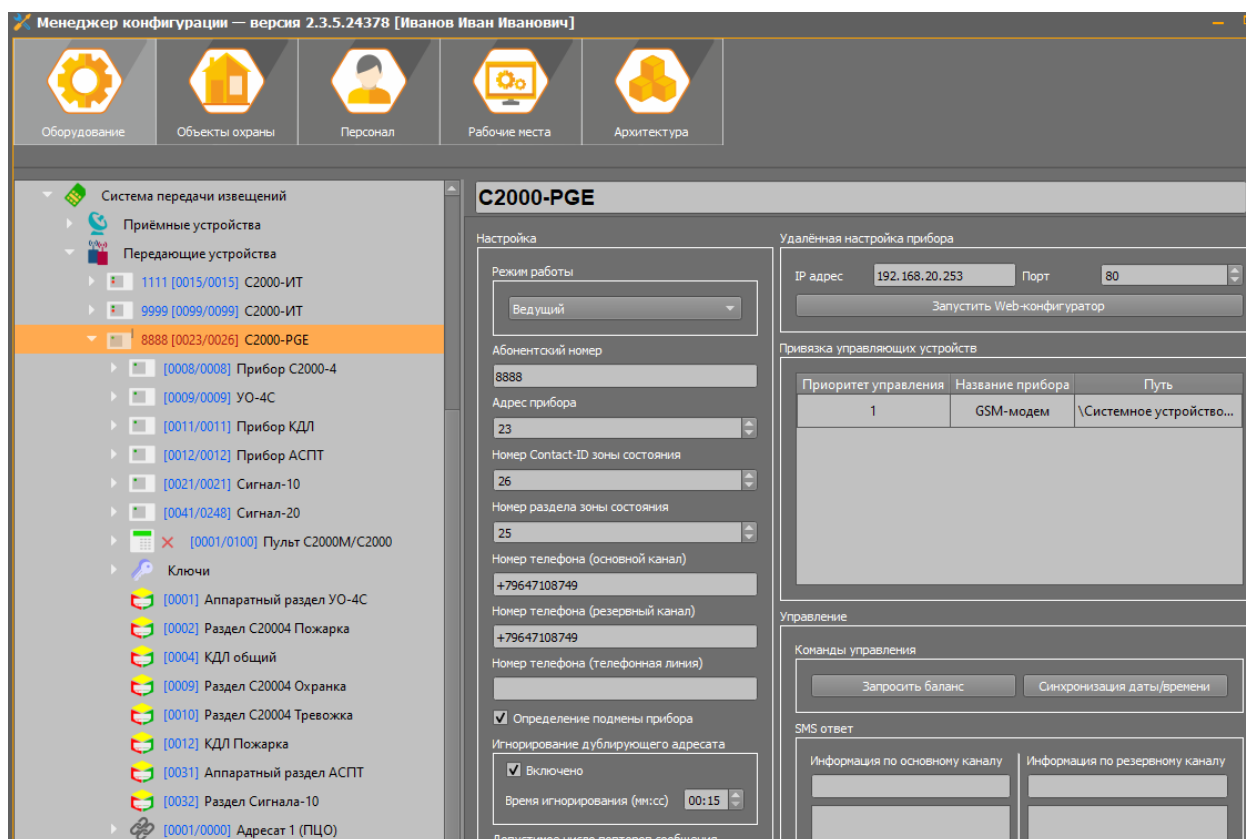 Менеджер конфигурации — версия 2.3.5.24378 [Иванов Иван Иванович]
Оборудование
Объекты охраны
Персонал
Рабочие места
Архитектура
Система передачи извещений
Приёмные устройства
Передающие устройства
1111 [0015/0015] С2000-ИТ
9999 [0099/0099] С2000-ИТ
8888 [0023/0026] С2000-PGE
[0008/0008] Прибор С2000-4
[0009/0009] УО-4С
[0011/0011] Прибор КДЛ
[0012/0012] Прибор АСПТ
[0021/0021] Сигнал-10
[0041/0248] Сигнал-20
[0001/0100] Пульт С2000М/С2000
Ключи
[0001] Аппаратный раздел УО-4С
[0002] Раздел С20004 Пожарка
[0004] КДЛ общий
[0009] Раздел С20004 Охранка
[0010] Раздел С20004 Тревожка
[0012] КДЛ Пожарка
[0031] Аппаратный раздел АСПТ
[0032] Раздел Сигнала-10
[0001/0000] Адресат 1 (ПЦО)
С2000-PGE
Настройка
Режим работы
Ведущий
Абонентский номер
8888
Адрес прибора
23
Номер Contact-ID зоны состояния
26
Номер раздела зоны состояния
25
Номер телефона (основной канал)
+79647108749
Номер телефона (резервный канал)
+79647108749
Номер телефона (телефонная линия)
Определение подмены прибора
Игнорирование дублирующего адресата
Включено
Время игнорирования (мм:сс) 00:15
Допустимое число повторов сообщения
Удалённая настройка прибора
IP адрес 192.168.20.253 Порт 80
Запустить Web-конфигуратор
Привязка управляющих устройств
Приоритет управления Название прибора Путь
1 GSM-модем \Системное устройство...
Управление
Команды управления
Запросить баланс Синхронизация даты/времени
SMS ответ
Информация по основному каналу Информация по резервному каналу